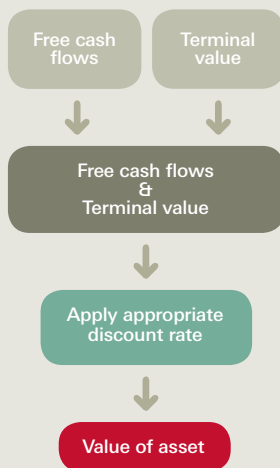 Free cash
flows
Terminal
value
Free cash flows
&
Terminal value
Apply appropriate
discount rate
Value of asset